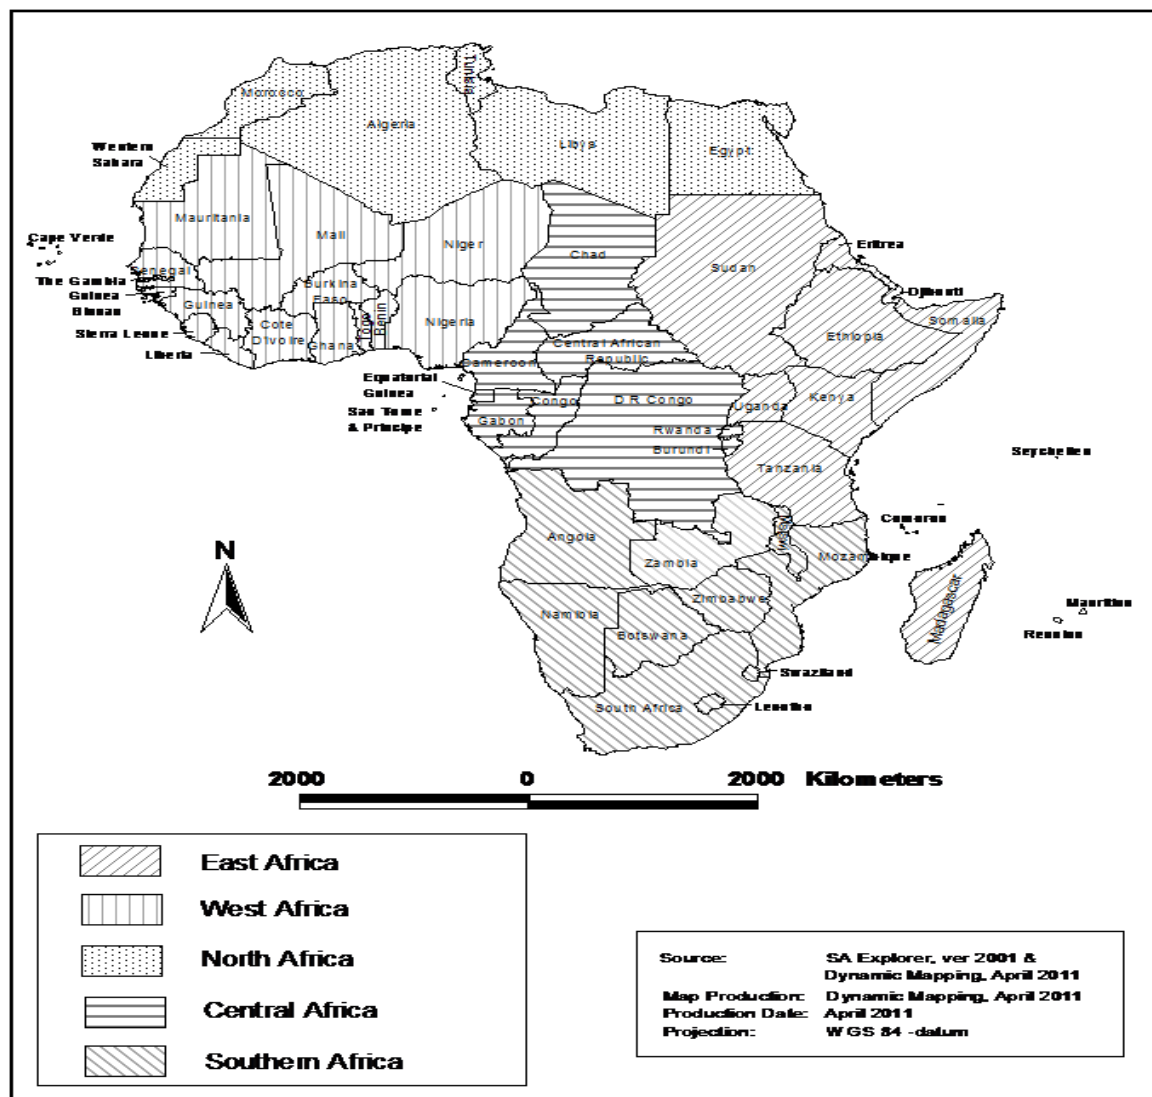 Tunisia
Morocco
Algeria
Libya
Egypt
Western
Sahara
Mauritania
Mali
Niger
Chad
Sudan
Eritrea
Cape Verde
Senegal
The Gambia
Guinea
Bissau
Guinea
Burkina
Faso
Nigeria
Djibouti
Somalia
Ethiopia
Sierra Leone
Liberia
Cote
D'Ivoire
Ghana
Togo
Benin
Central African
Republic
Cameroon
Equatorial
Guinea
Sao Tome
& Principe
Congo
Gabon
D R Congo
Uganda
Kenya
Rwanda
Burundi
Tanzania
Seychelles
Comoros
Angola
Zambia
Malawi
Mozambique
Namibia
Zimbabwe
Botswana
Madagascar
Mauritius
Reunion
Swaziland
South Africa
Lesotho
N
2000 0 2000 Kilometers
East Africa
West Africa
North Africa
Central Africa
Southern Africa
Source: SA Explorer, ver 2001 &
Dynamic Mapping, April 2011
Map Production: Dynamic Mapping, April 2011
Production Date: April 2011
Projection: WGS 84 -datum